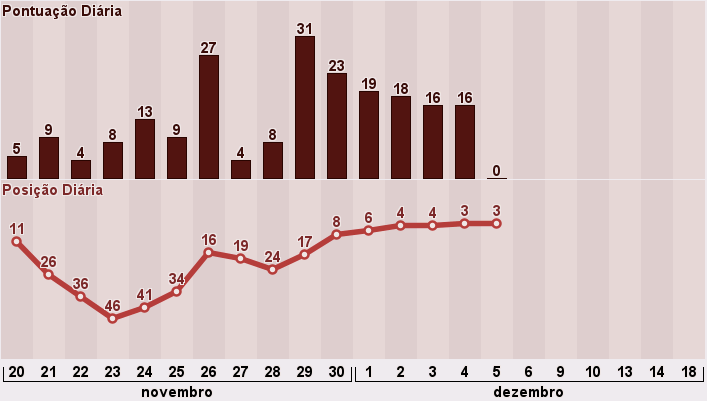 Pontuação Diária
5 9 4 8 13 9 27 4 8 31 23 19 18 16 16 0
Posição Diária
11 26 36 46 41 34 16 19 24 17 8 6 4 4 3 3
20 21 22 23 24 25 26 27 28 29 30 1 2 3 4 5 6 9 10 13 14 18
novembro dezembro